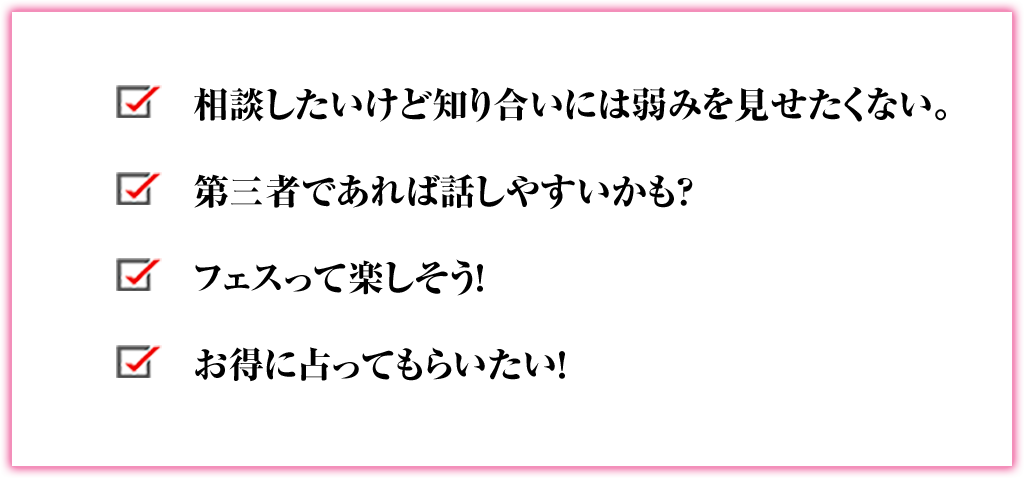 相談したいけど知り合いには弱みを見せたくない。
第三者であれば話しやすいかも?
フェスって楽しそう!
お得に占ってもらいたい!